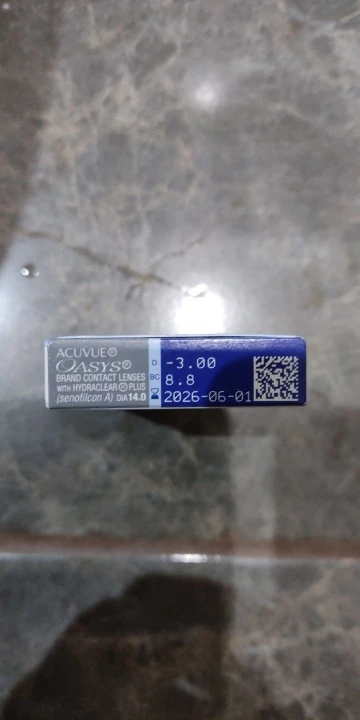 ACUVUE®
OASYS®
BRAND CONTACT LENSES
WITH HYDRACLEAR® PLUS
(senofilcon A) DIA 14.0
D -3.00
BC 8.8
2026-06-01